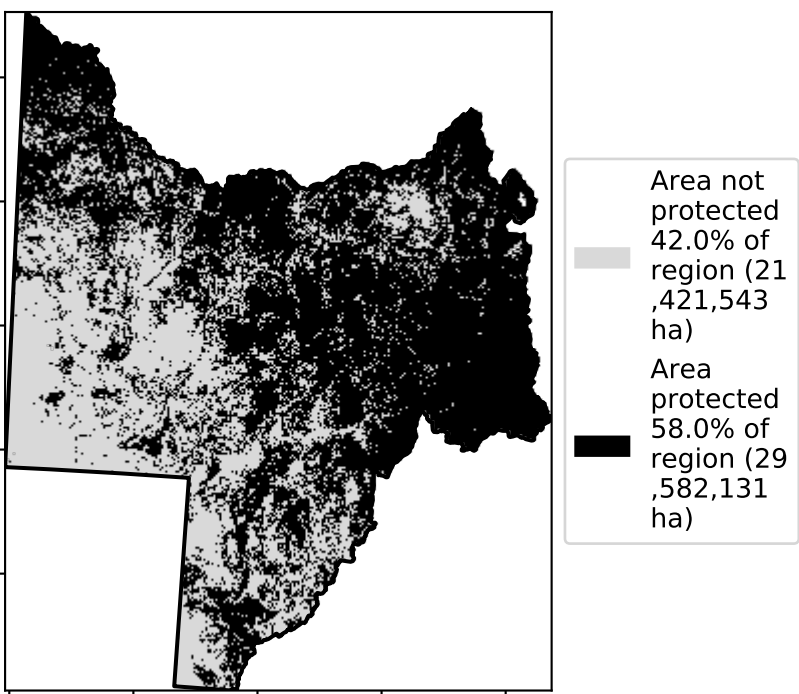 Area not
protected
42.0% of
region (21
,421,543
ha)
Area
protected
58.0% of
region (29
,582,131
ha)